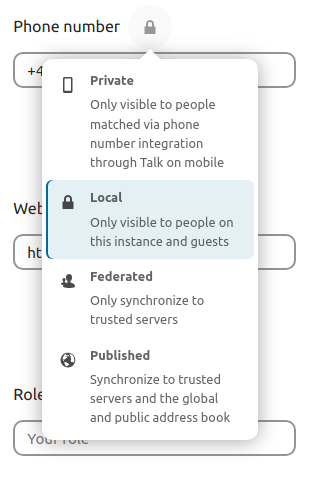 Phone number
+4
Private
Only visible to people
matched via phone
number integration
through Talk on mobile
Local
Only visible to people on
this instance and guests
Federated
Only synchronize to
trusted servers
Published
Synchronize to trusted
servers and the global
and public address book
Web
ht
Role
Your role